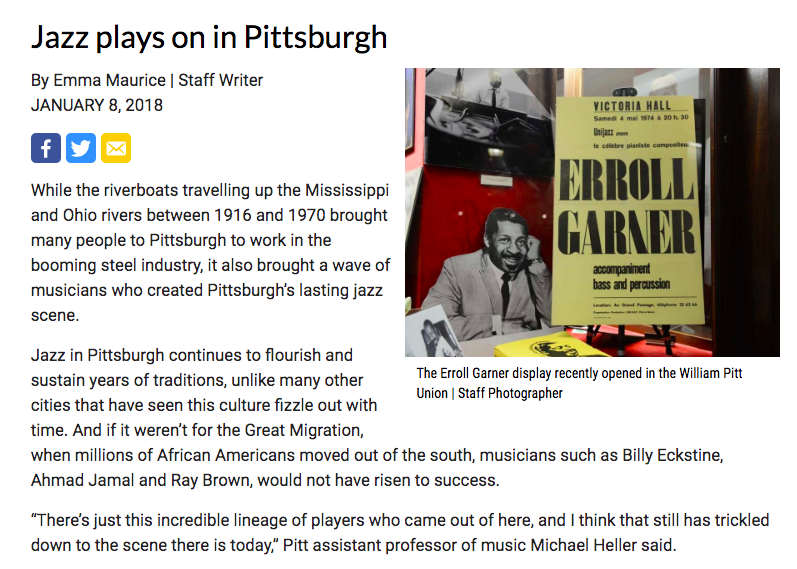 Jazz plays on in Pittsburgh
By Emma Maurice | Staff Writer
JANUARY 8, 2018
While the riverboats travelling up the Mississippi
and Ohio rivers between 1916 and 1970 brought
many people to Pittsburgh to work in the
booming steel industry, it also brought a wave of
musicians who created Pittsburgh's lasting jazz
scene.
Jazz in Pittsburgh continues to flourish and
sustain years of traditions, unlike many other
cities that have seen this culture fizzle out with
time. And if it weren't for the Great Migration,
when millions of African Americans moved out of the south, musicians such as Billy Eckstine,
Ahmad Jamal and Ray Brown, would not have risen to success.
“There's just this incredible lineage of players who came out of here, and I think that still has trickled
down to the scene there is today,” Pitt assistant professor of music Michael Heller said.
VICTORIA HALL
Samedi 4 mai 1974 à 20 h. 30
Unijazz
le célèbre pianiste compositeur
ERROLL
GARNER
accompaniment
bass and percussion
Location: Au Grand Passage, téléphone
The Erroll Garner display recently opened in the William Pitt
Union | Staff Photographer